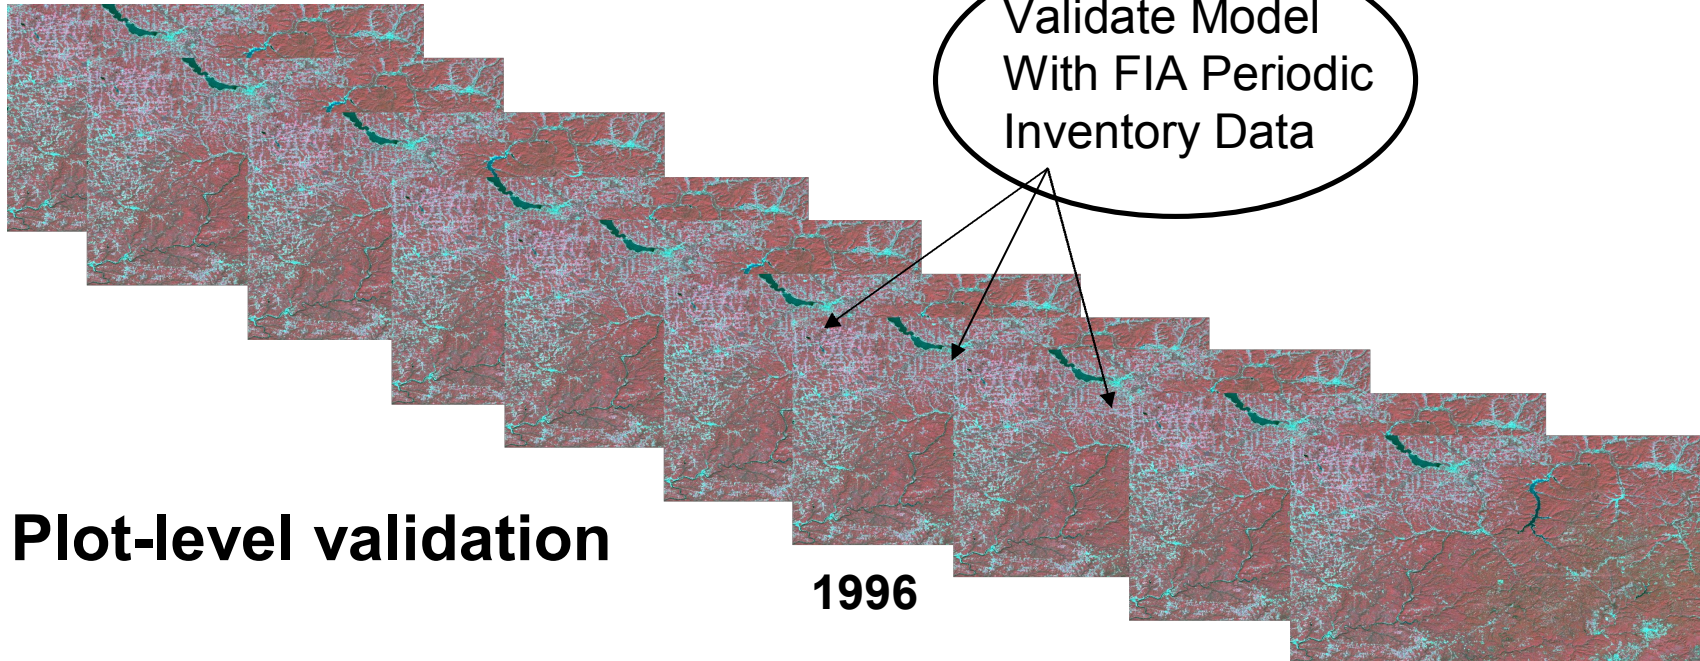 Validate Model
With FIA Periodic
Inventory Data
Plot-level validation
1996